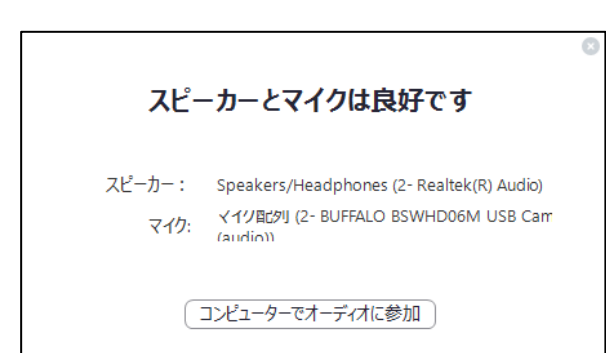 スピーカーとマイクは良好です
スピーカー： Speakers/Headphones (2- Realtek(R) Audio)
マイク: マイク配列 (2- BUFFALO BSWHD06M USB Cam
(audio))
コンピューターでオーディオに参加